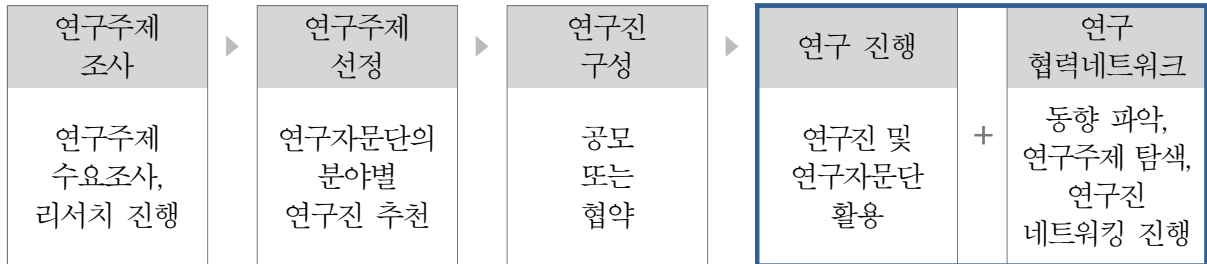 연구주제
조사
연구주제
수요조사,
리서치 진행
연구주제
선정
연구자문단의
분야별
연구진 추천
연구진
구성
공모
또는
협약
연구 진행
연구진 및
연구자문단
활용
+
연구
협력네트워크
동향 파악,
연구주제 탐색,
연구진
네트워킹 진행